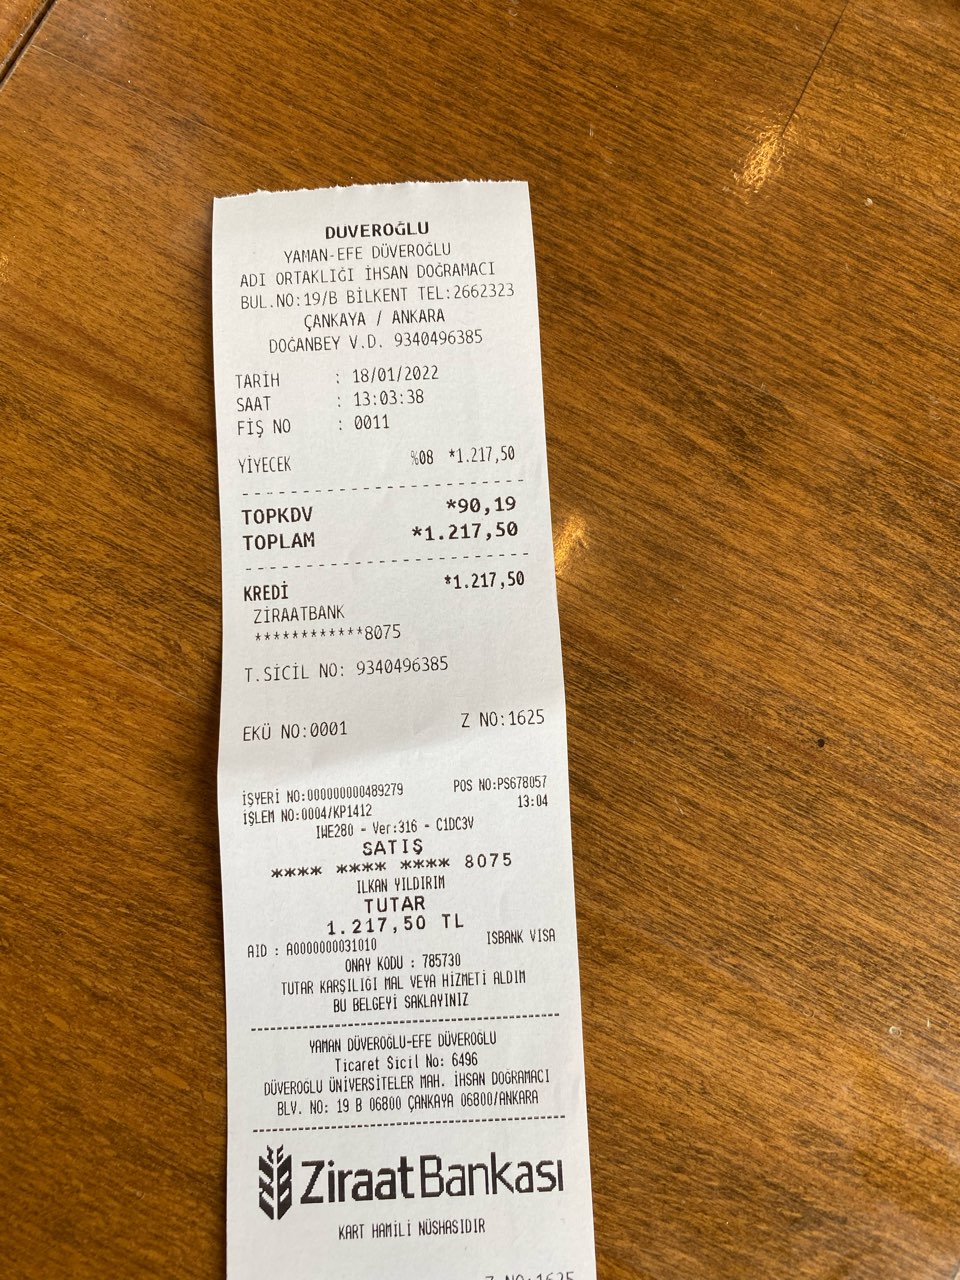 DUVEROĞLU
YAMAN-EFE DÜVEROĞLU
ADI ORTAKLIĞI İHSAN DOĞRAMACI
BUL.NO:19/B BİLKENT TEL:2662323
ÇANKAYA / ANKARA
DOĞANBEY V.D. 9340496385
TARİH : 18/01/2022
SAAT : 13:03:38
FİŞ NO : 0011
YİYECEK %08 *1.217,50
TOPKDV *90,19
TOPLAM *1.217,50
KREDİ *1.217,50
ZİRAATBANK
************8075
T.SİCİL NO: 9340496385
EKÜ NO:0001 Z NO:1625
İŞYERİ NO:000000000489279 POS NO:PS678057
İŞLEM NO:0004/KP1412 13:04
IWE280 - Ver:316 - C1DC3V
SATIŞ
**** **** **** 8075
ILKAN YILDIRIM
TUTAR
1.217,50 TL
AID : A0000000031010 ISBANK VISA
ONAY KODU : 785730
TUTAR KARŞILIĞI MAL VEYA HİZMETİ ALDIM
BU BELGEYİ SAKLAYINIZ
YAMAN DÜVEROĞLU-EFE DÜVEROĞLU
Ticaret Sicil No: 6496
DÜVEROĞLU ÜNİVERSİTELER MAH. İHSAN DOĞRAMACI
BLV. NO: 19 B 06800 ÇANKAYA 06800/ANKARA
ZiraatBankası
KART HAMİLİ NÜSHASIDIR
Z NO:1625